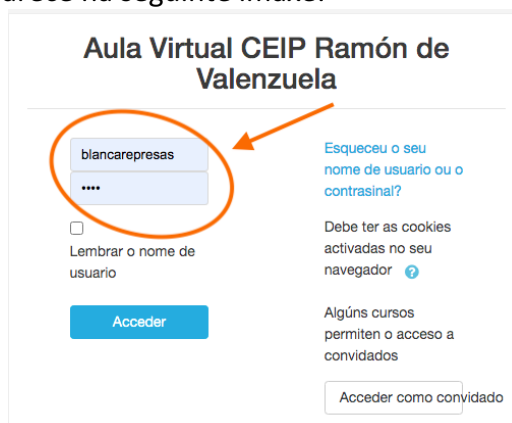 Aula Virtual CEIP Ramón de
Valenzuela
blancarepresas
••••
Lembrar o nome de
usuario
Acceder
Esqueceu o seu
nome de usuario ou o
contrasinal?
Debe ter as cookies
activadas no seu
navegador ?
Algúns cursos
permiten o acceso a
convidados
Acceder como convidado